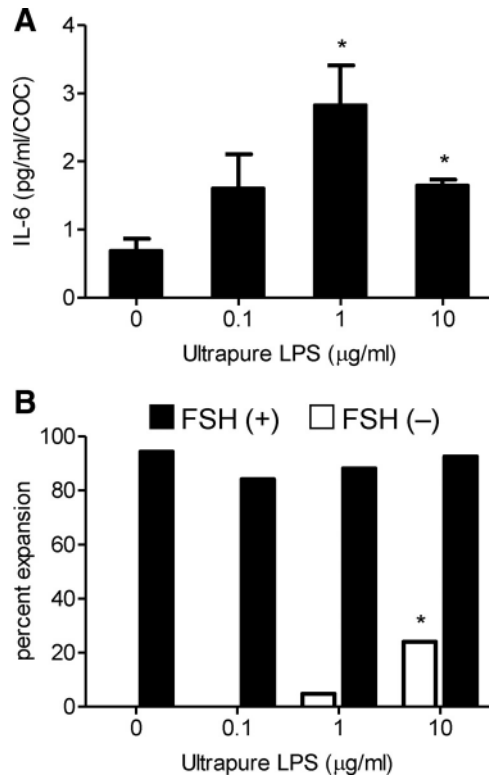 A
IL-6 (pg/ml/COC)
4
3
2
1
0
*
*
0 0.1 1 10
Ultrapure LPS (μg/ml)
B
FSH (+) FSH (–)
percent expansion
100
80
60
40
20
0
*
0 0.1 1 10
Ultrapure LPS (μg/ml)